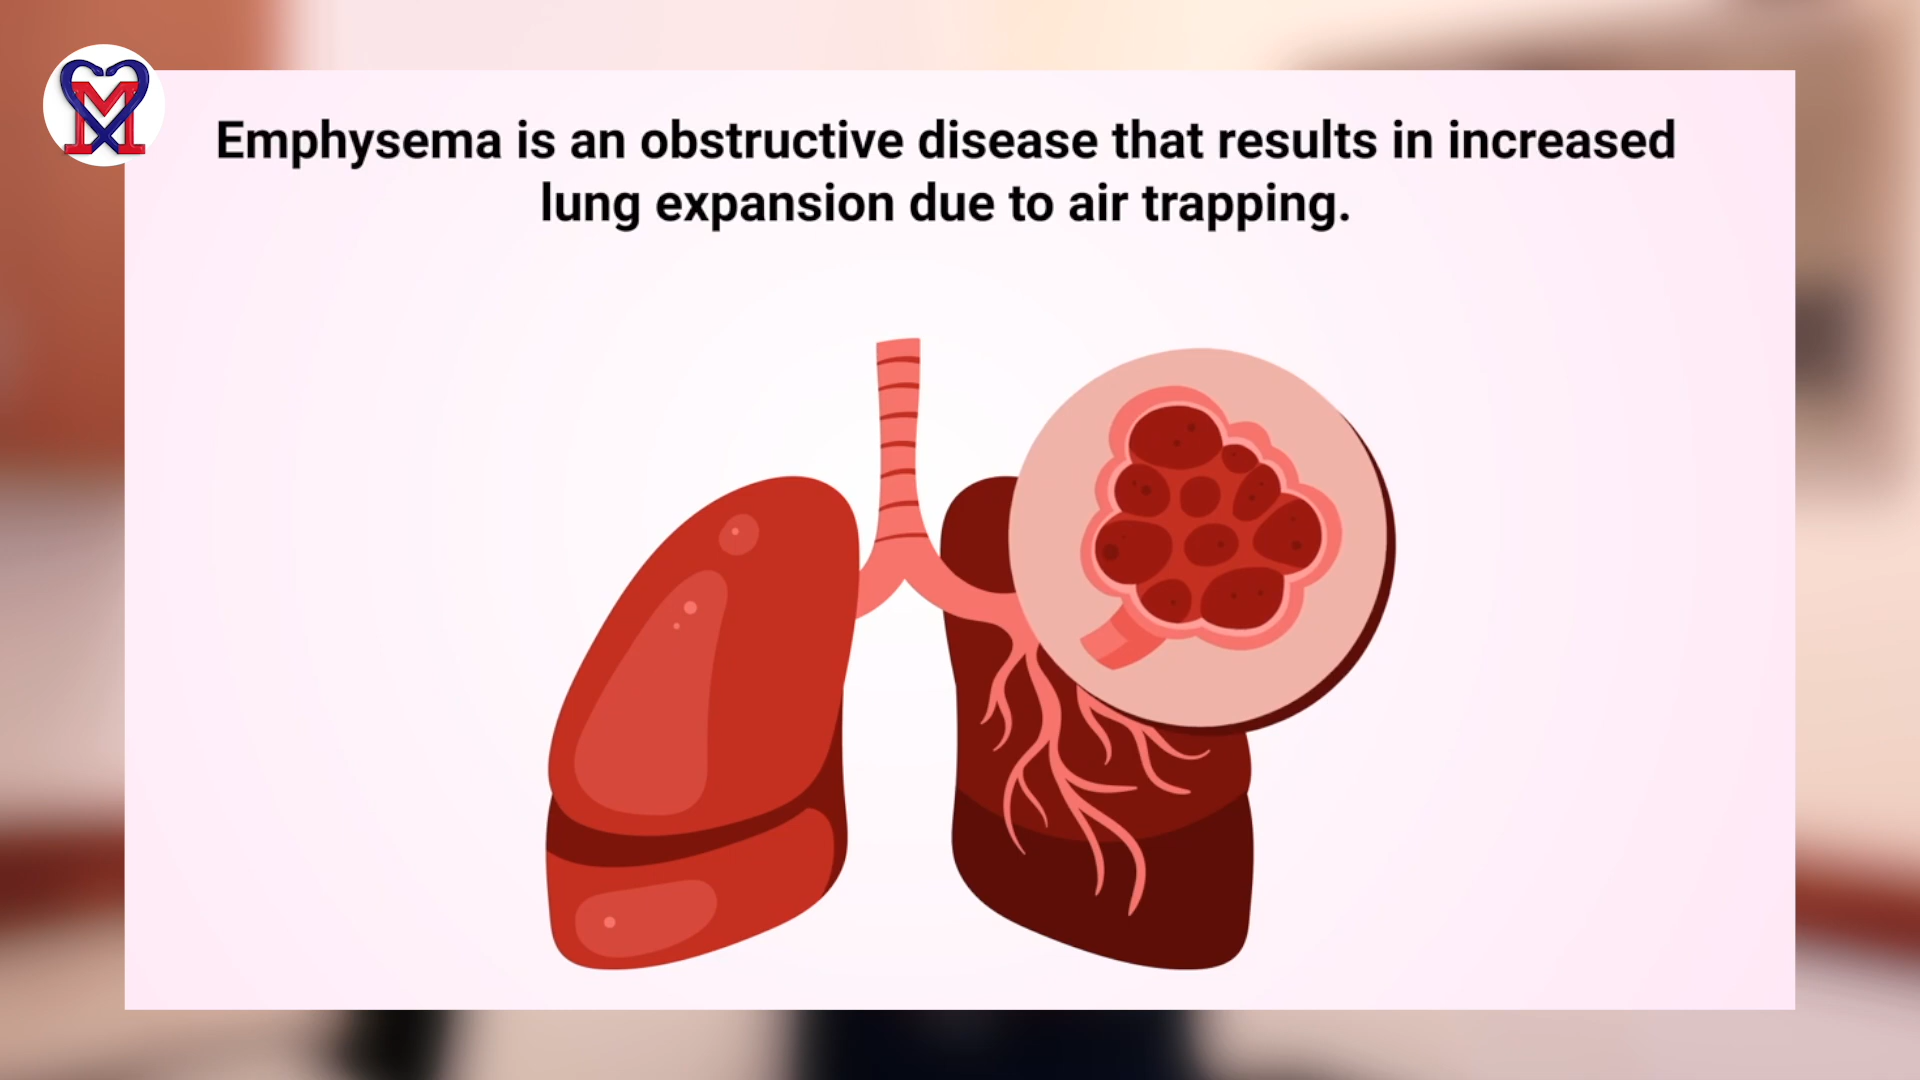 Emphysema is an obstructive disease that results in increased
lung expansion due to air trapping.